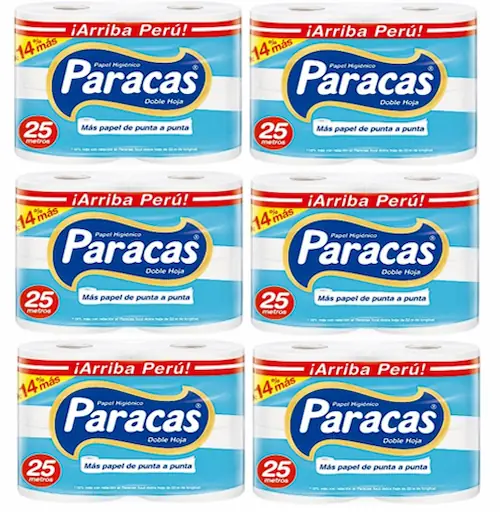 ¡Arriba Perú!
14% más
Papel Higiénico
Paracas®
Doble Hoja
Más papel de punta a punta
25
metros
¡Arriba Perú!
14% más
Papel Higiénico
Paracas®
Doble Hoja
Más papel de punta a punta
25
metros
¡Arriba Perú!
14% más
Papel Higiénico
Paracas®
Doble Hoja
Más papel de punta a punta
25
metros
¡Arriba Perú!
14% más
Papel Higiénico
Paracas®
Doble Hoja
Más papel de punta a punta
25
metros
¡Arriba Perú!
14% más
Papel Higiénico
Paracas®
Doble Hoja
Más papel de punta a punta
25
metros
¡Arriba Perú!
14% más
Papel Higiénico
Paracas®
Doble Hoja
Más papel de punta a punta
25
metros